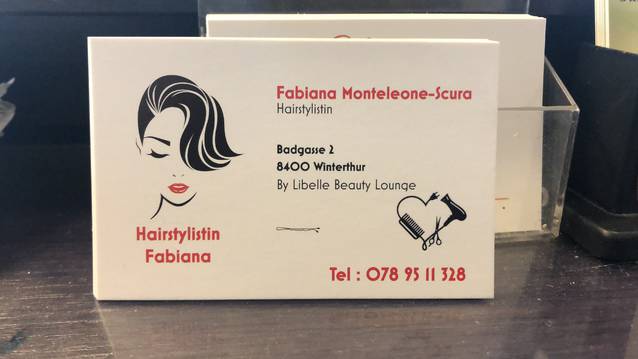 Fabiana Monteleone-Scura
Hairstylistin
Badgasse 2
8400 Winterthur
By Libelle Beauty Lounge
Hairstylistin
Fabiana
Tel : 078 95 11 328